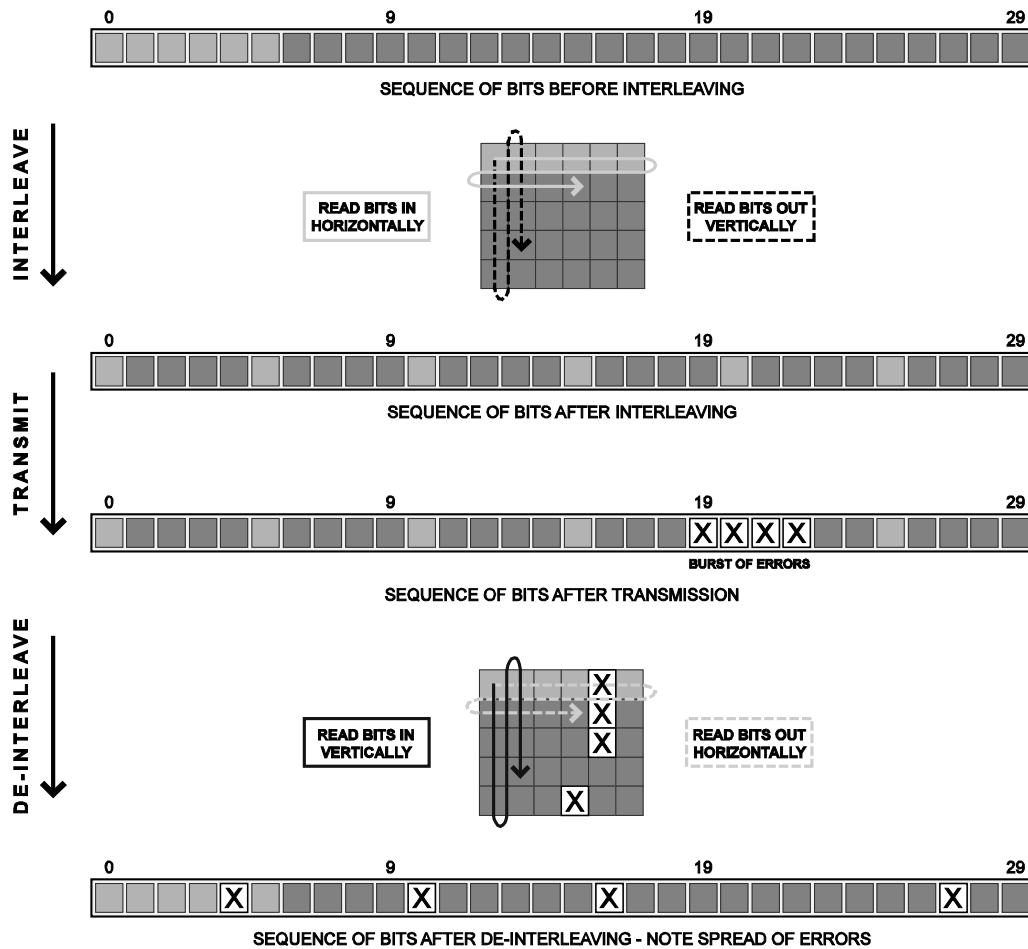 0 9 19 29
SEQUENCE OF BITS BEFORE INTERLEAVING
INTERLEAVE
READ BITS IN
HORIZONTALLY
READ BITS OUT
VERTICALLY
0 9 19 29
SEQUENCE OF BITS AFTER INTERLEAVING
TRANSMIT
0 9 19 29
X X X X
BURST OF ERRORS
SEQUENCE OF BITS AFTER TRANSMISSION
DE-INTERLEAVE
READ BITS IN
VERTICALLY
X
X
X
X
READ BITS OUT
HORIZONTALLY
0 9 19 29
X X X X
SEQUENCE OF BITS AFTER DE-INTERLEAVING - NOTE SPREAD OF ERRORS